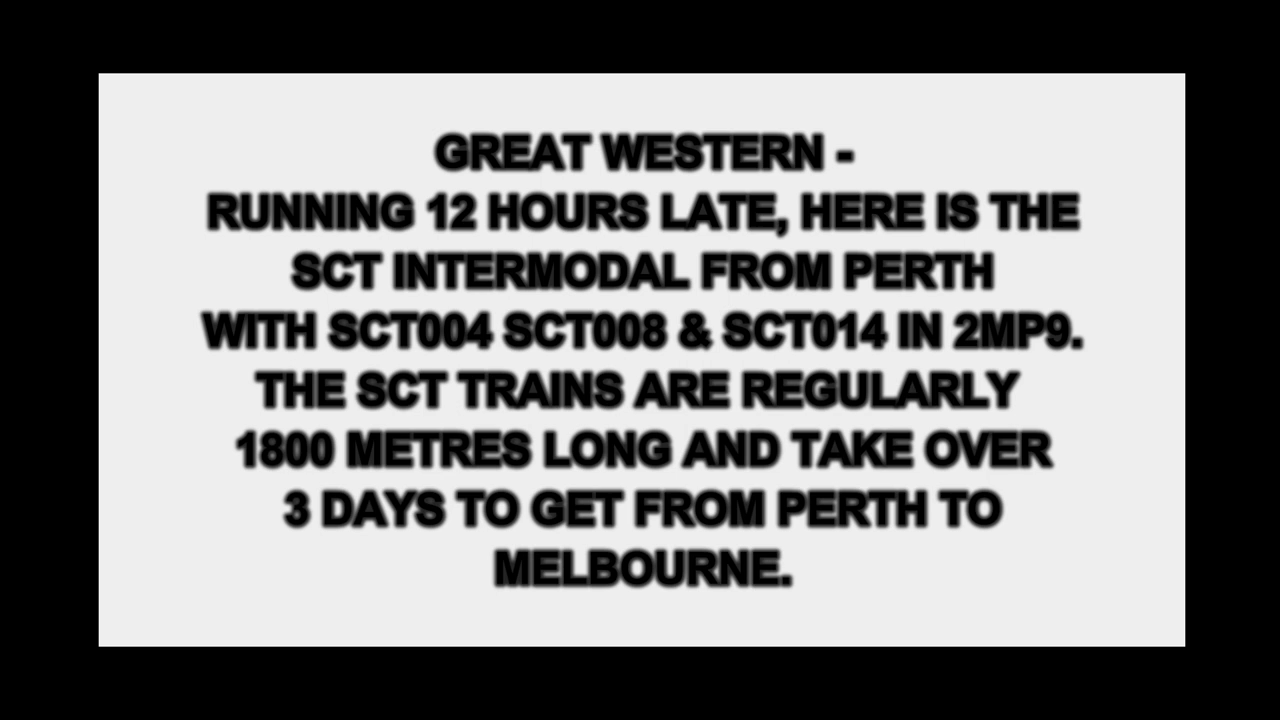 GREAT WESTERN -
RUNNING 12 HOURS LATE, HERE IS THE
SCT INTERMODAL FROM PERTH
WITH SCT004 SCT008 & SCT014 IN 2MP9.
THE SCT TRAINS ARE REGULARLY
1800 METRES LONG AND TAKE OVER
3 DAYS TO GET FROM PERTH TO
MELBOURNE.